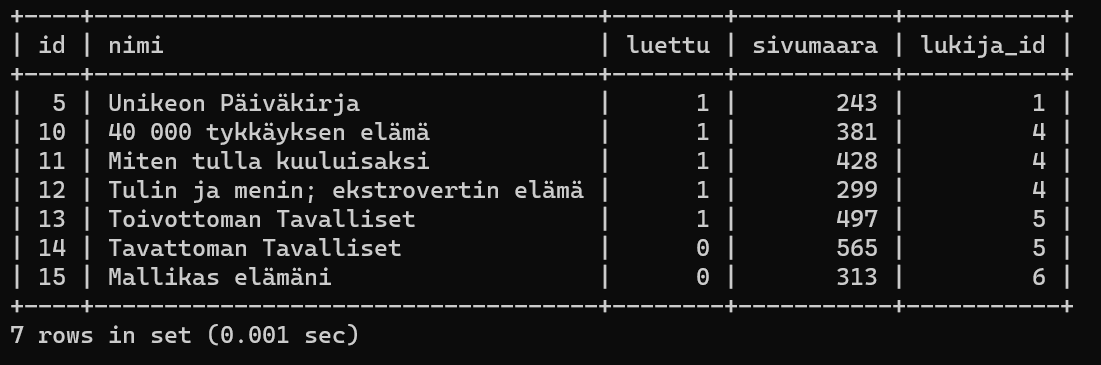 +----+------------------------------------+--------+-----------+-----------+
| id | nimi                               | luettu | sivumaara | lukija_id |
+----+------------------------------------+--------+-----------+-----------+
|  5 | Unikeon Päiväkirja                 |      1 |       243 |         1 |
| 10 | 40 000 tykkäyksen elämä            |      1 |       381 |         4 |
| 11 | Miten tulla kuuluisaksi            |      1 |       428 |         4 |
| 12 | Tulin ja menin; ekstrovertin elämä |      1 |       299 |         4 |
| 13 | Toivottoman Tavalliset             |      1 |       497 |         5 |
| 14 | Tavattoman Tavalliset              |      0 |       565 |         5 |
| 15 | Mallikas elämäni                   |      0 |       313 |         6 |
+----+------------------------------------+--------+-----------+-----------+
7 rows in set (0.001 sec)